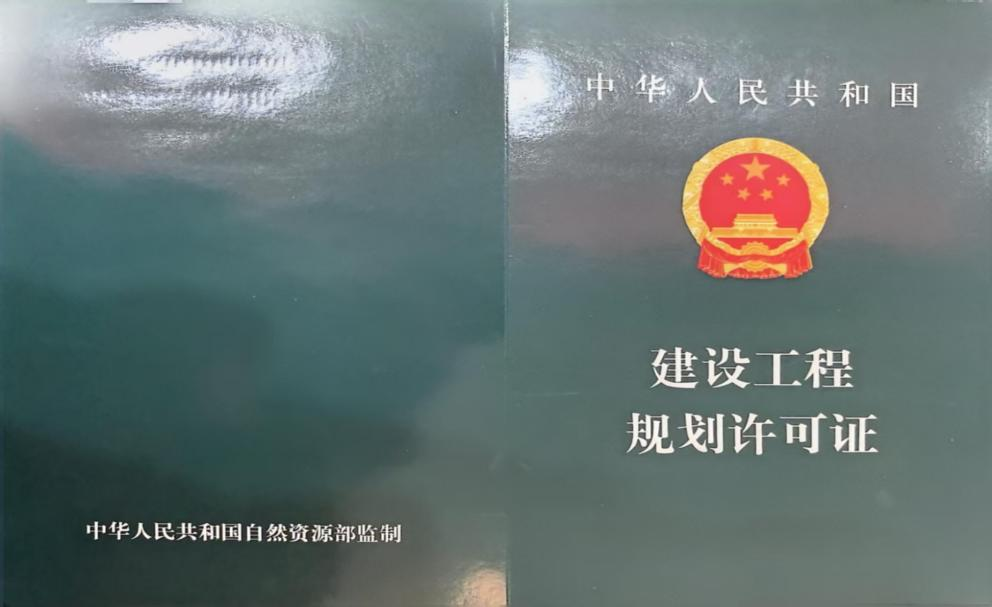 中华人民共和国
建设工程
规划许可证
中华人民共和国自然资源部监制